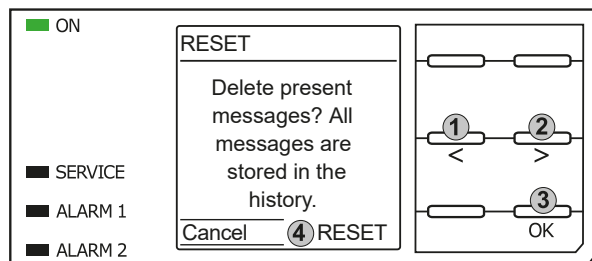 ON
RESET
Delete present
messages? All
messages are
stored in the
history.
Cancel 4 RESET
SERVICE
ALARM 1
ALARM 2
1 2
< >
3
OK